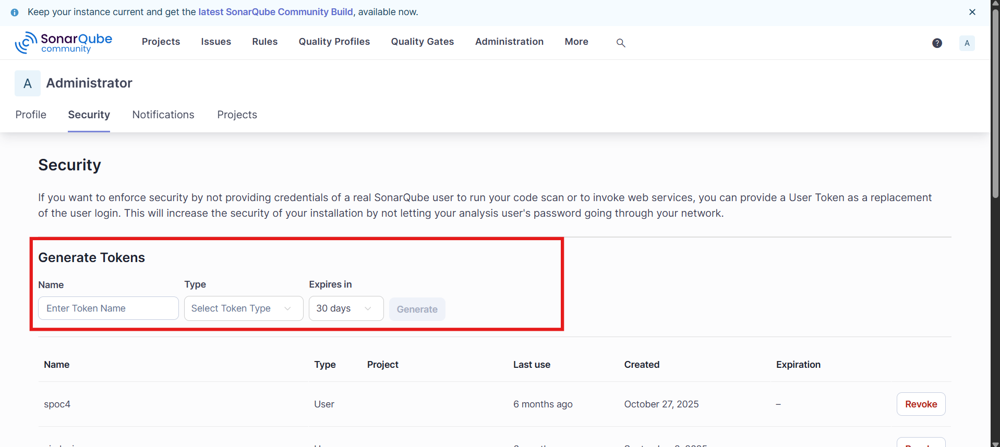 Keep your instance current and get the latest SonarQube Community Build, available now.
SonarQube community
Projects Issues Rules Quality Profiles Quality Gates Administration More ? A
A Administrator
Profile Security Notifications Projects
Security
If you want to enforce security by not providing credentials of a real SonarQube user to run your code scan or to invoke web services, you can provide a User Token as a replacement
of the user login. This will increase the security of your installation by not letting your analysis user's password going through your network.
Generate Tokens
Name Type Expires in
Enter Token Name Select Token Type 30 days Generate
Name Type Project Last use Created Expiration
spoc4 User 6 months ago October 27, 2025 – Revoke